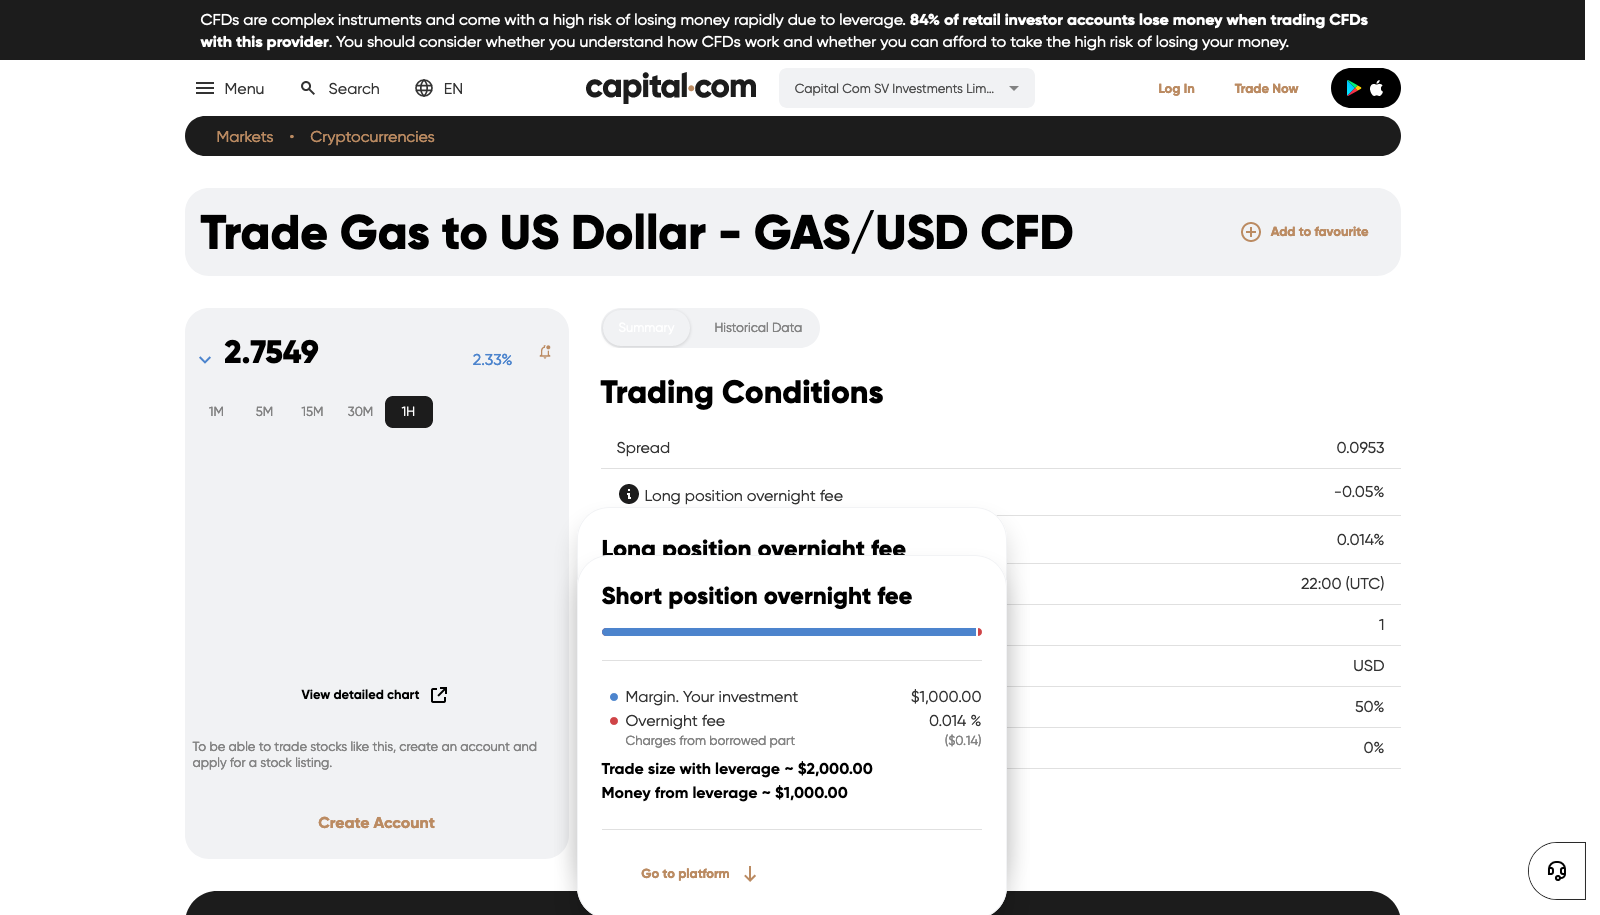 CFDs are complex instruments and come with a high risk of losing money rapidly due to leverage. 84% of retail investor accounts lose money when trading CFDs
with this provider. You should consider whether you understand how CFDs work and whether you can afford to take the high risk of losing your money.
Menu Search EN capital.com Capital Com SV Investments Lim... Log In Trade Now
Markets • Cryptocurrencies
Trade Gas to US Dollar - GAS/USD CFD
Add to favourite
2.7549 2.33%
1M 5M 15M 30M 1H
View detailed chart
To be able to trade stocks like this, create an account and
apply for a stock listing.
Create Account
Summary Historical Data
Trading Conditions
Spread 0.0953
Long position overnight fee -0.05%
0.014%
22:00 (UTC)
1
USD
50%
0%
Long position overnight fee
Short position overnight fee
Margin. Your investment $1,000.00
Overnight fee 0.014 %
Charges from borrowed part ($0.14)
Trade size with leverage ~ $2,000.00
Money from leverage ~ $1,000.00
Go to platform